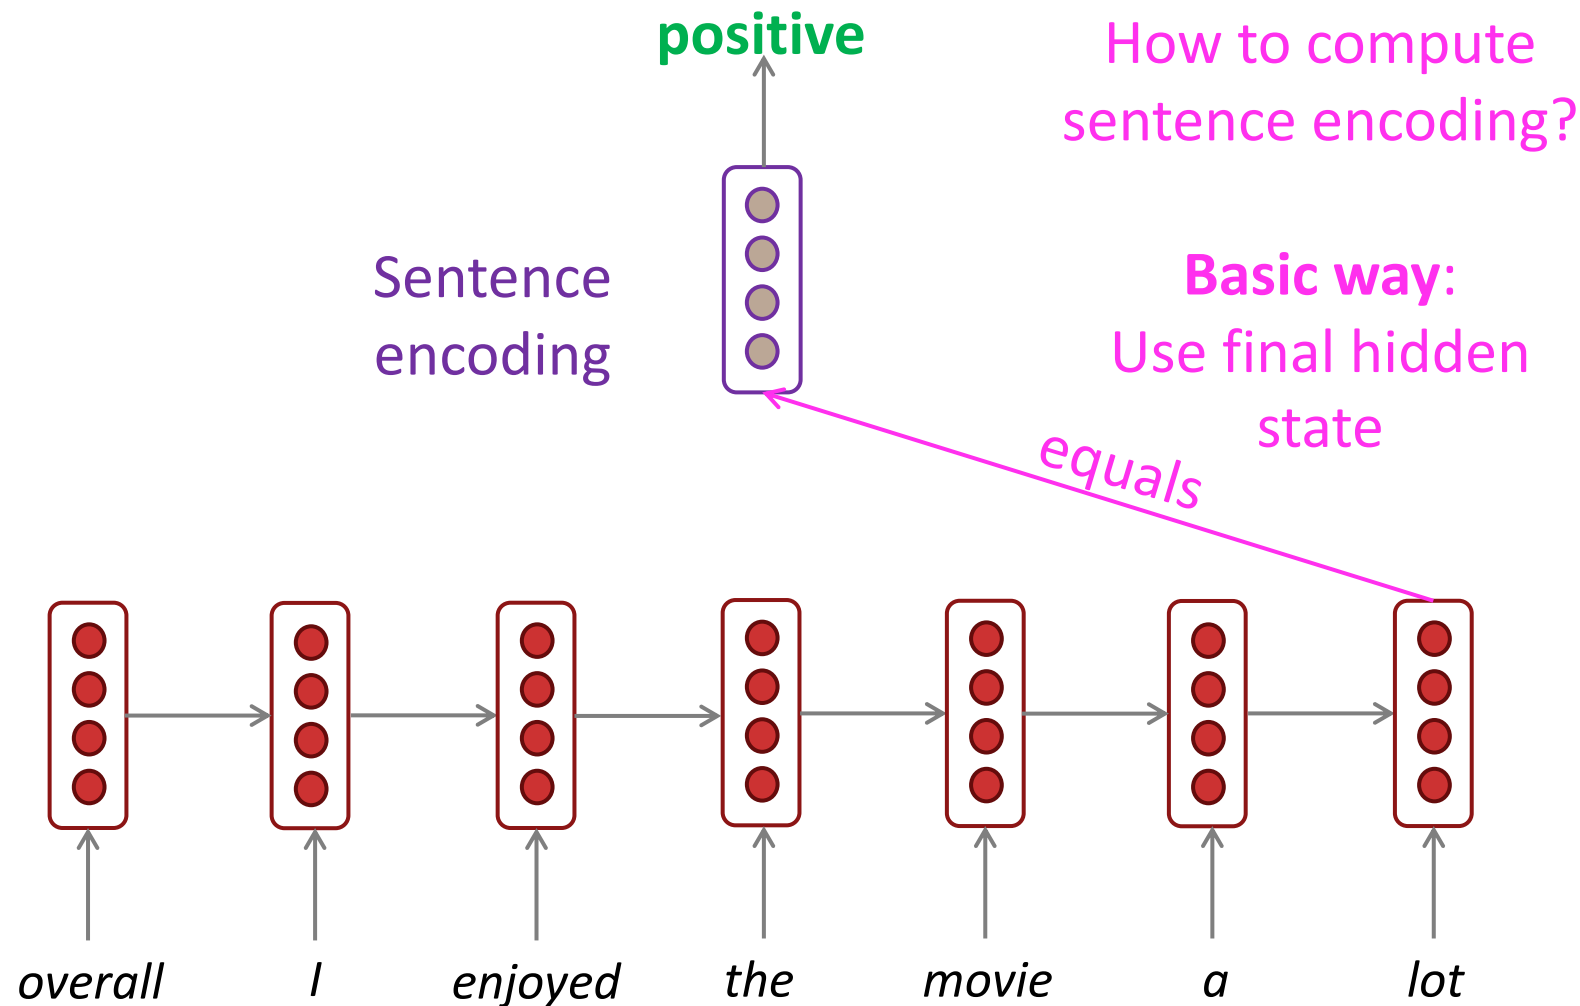 positive
How to compute
sentence encoding?
Sentence
encoding
Basic way:
Use final hidden
state
equals
overall I enjoyed the movie a lot